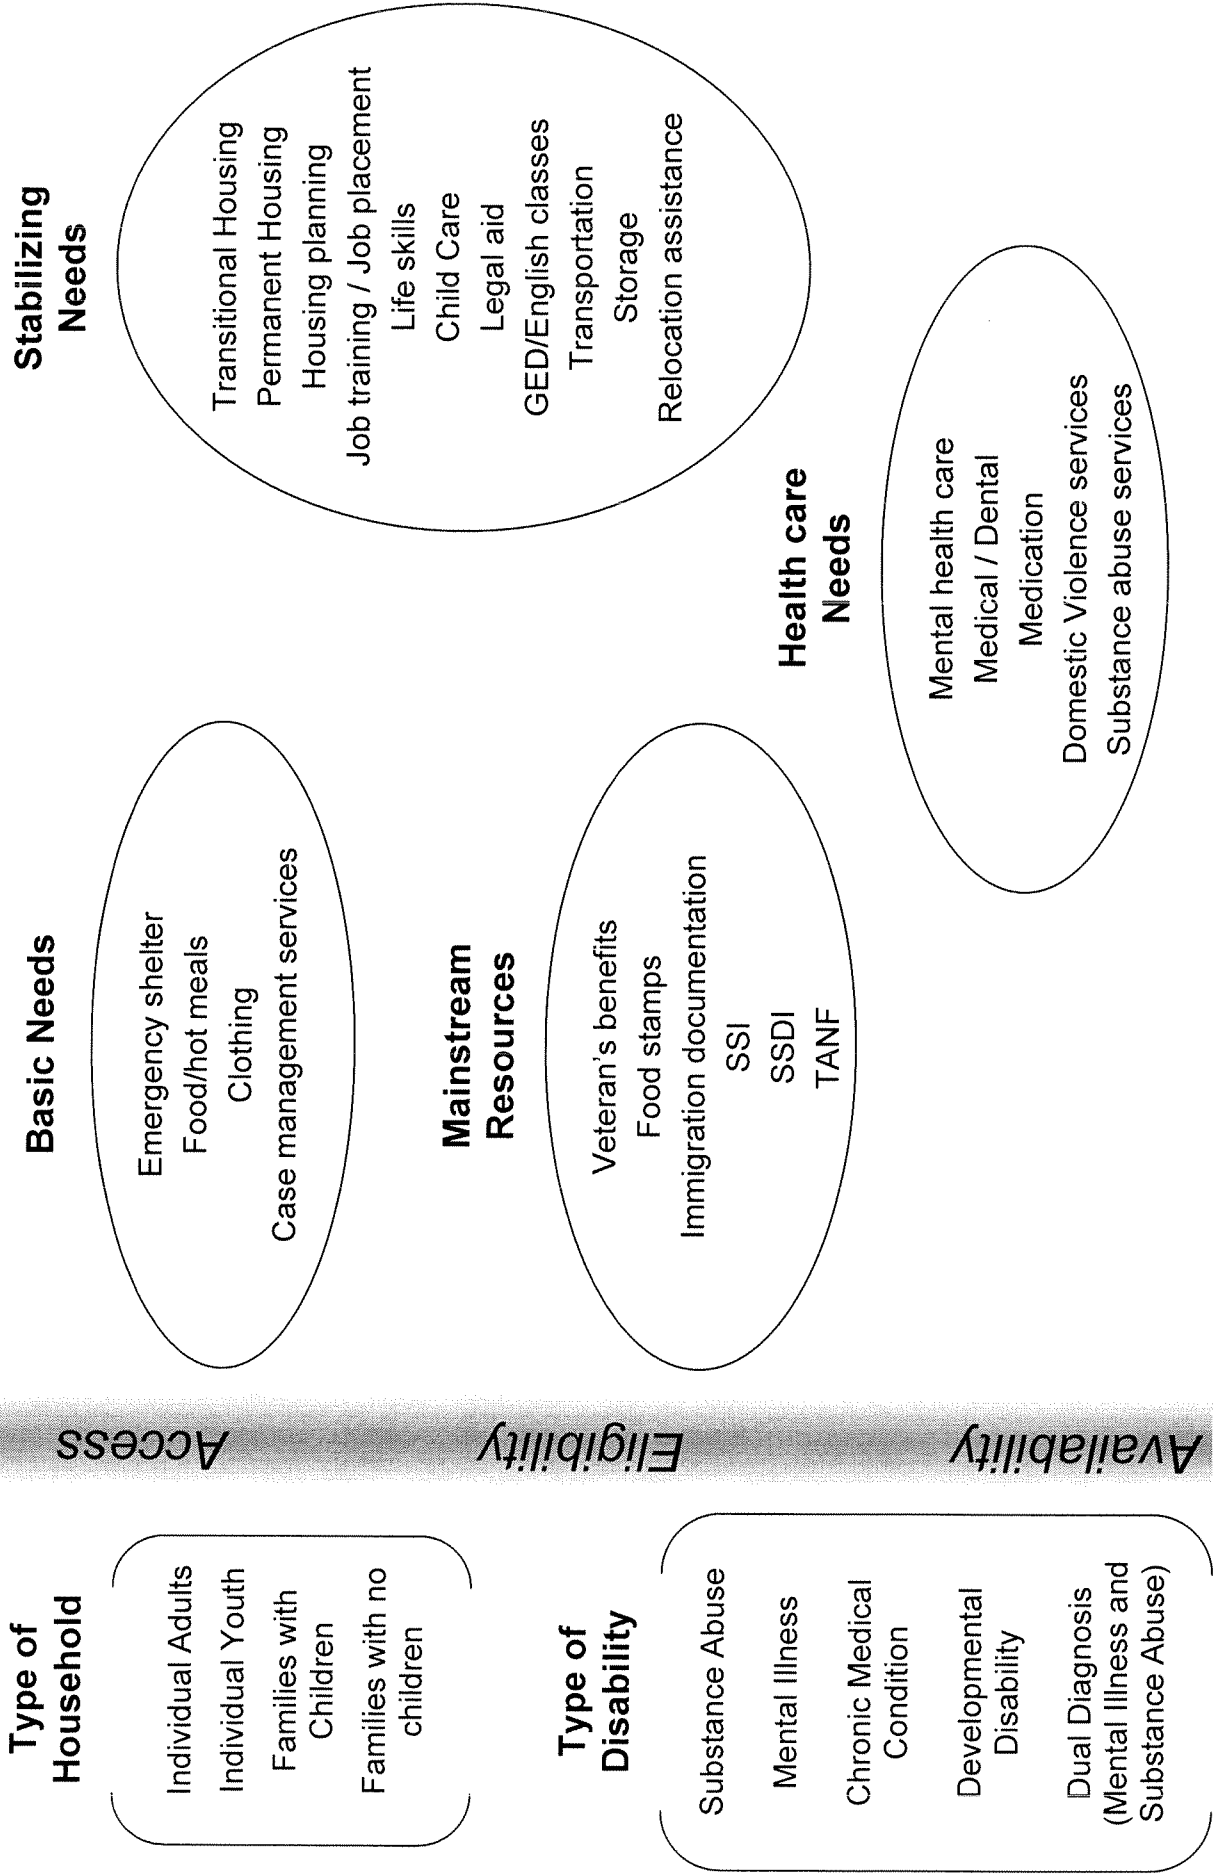 Type of
Household
Individual Adults
Individual Youth
Families with
Children
Families with no
children
Type of
Disability
Substance Abuse
Mental Illness
Chronic Medical
Condition
Developmental
Disability
Dual Diagnosis
(Mental Illness and
Substance Abuse)
Access
Eligibility
Availability
Basic Needs
Emergency shelter
Food/hot meals
Clothing
Case management services
Mainstream
Resources
Veteran's benefits
Food stamps
Immigration documentation
SSI
SSDI
TANF
Stabilizing
Needs
Transitional Housing
Permanent Housing
Housing planning
Job training / Job placement
Life skills
Child Care
Legal aid
GED/English classes
Transportation
Storage
Relocation assistance
Health care
Needs
Mental health care
Medical / Dental
Medication
Domestic Violence services
Substance abuse services